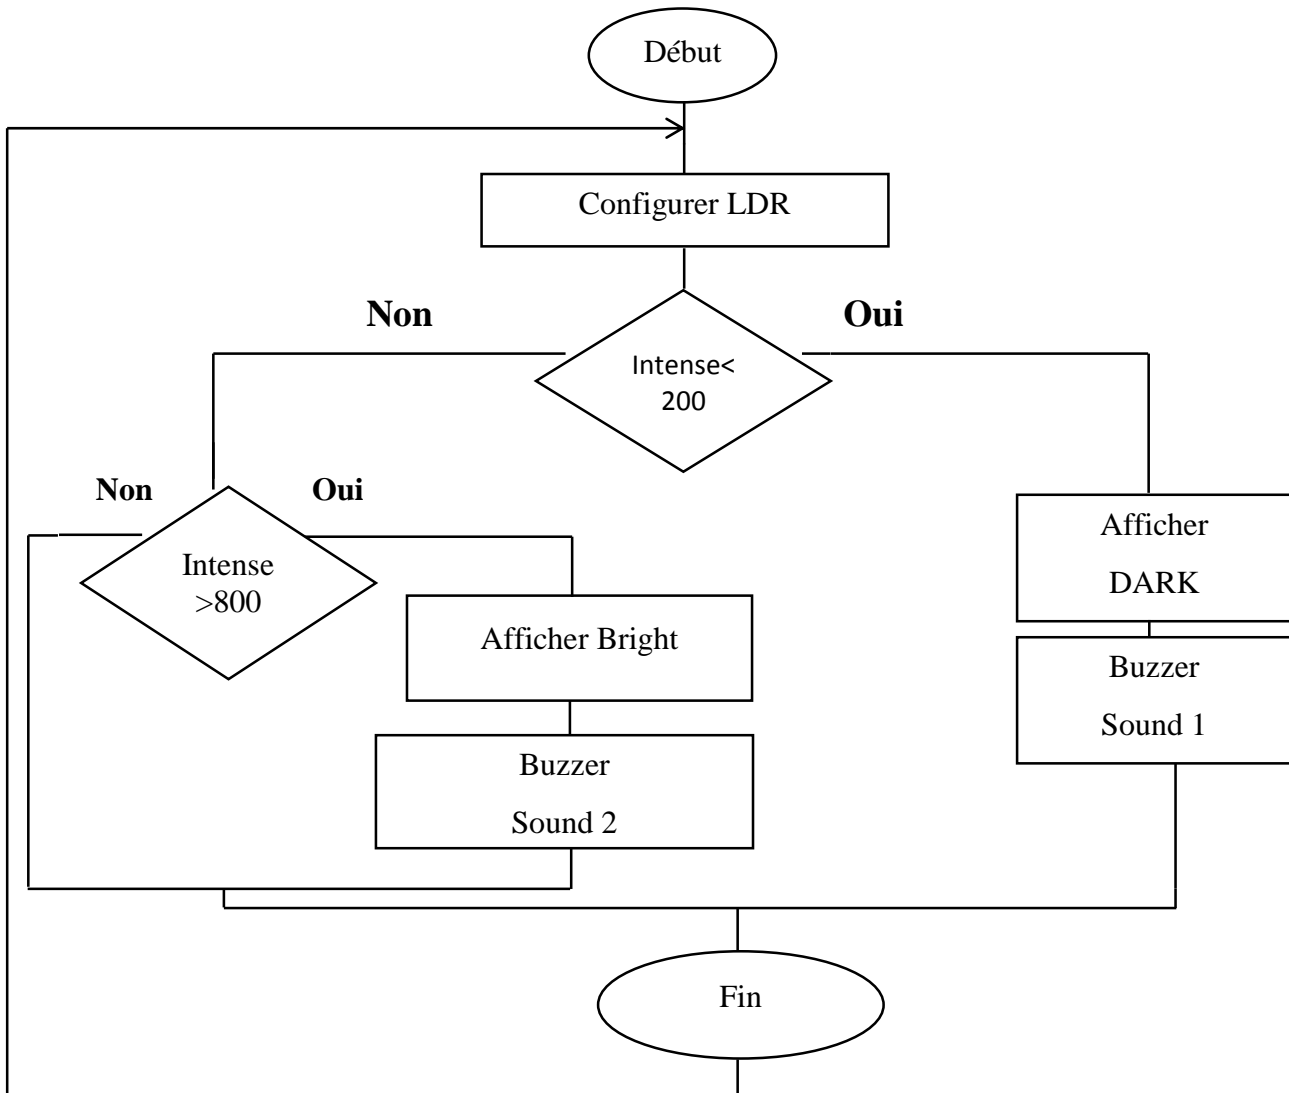 Début
Configurer LDR
Non
Oui
Intense<
200
Non
Oui
Intense
>800
Afficher
DARK
Afficher Bright
Buzzer
Sound 1
Buzzer
Sound 2
Fin